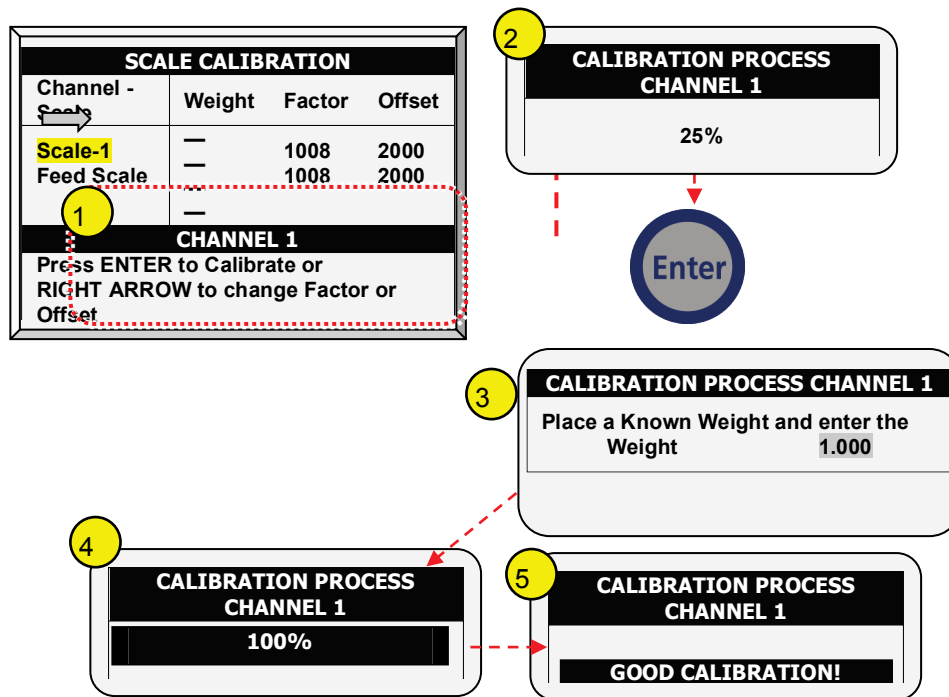 SCALE CALIBRATION
Channel - Scale
Weight Factor Offset
Scale-1 1008 2000
Feed Scale 1008 2000
1
CHANNEL 1
Press ENTER to Calibrate or
RIGHT ARROW to change Factor or
Offset
2
CALIBRATION PROCESS
CHANNEL 1
25%
Enter
3
CALIBRATION PROCESS CHANNEL 1
Place a Known Weight and enter the
Weight 1.000
4
CALIBRATION PROCESS
CHANNEL 1
100%
5
CALIBRATION PROCESS
CHANNEL 1
GOOD CALIBRATION!